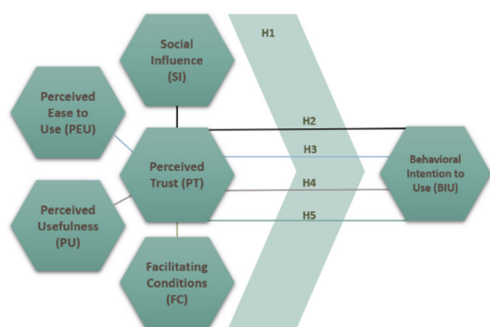 Social
Influence
(SI)
H1
Perceived
Ease to
Use (PEU)
H2
H3
Perceived
Trust (PT)
Behavioral
Intention to
Use (BIU)
H4
Perceived
Usefulness
(PU)
H5
Facilitating
Conditions
(FC)